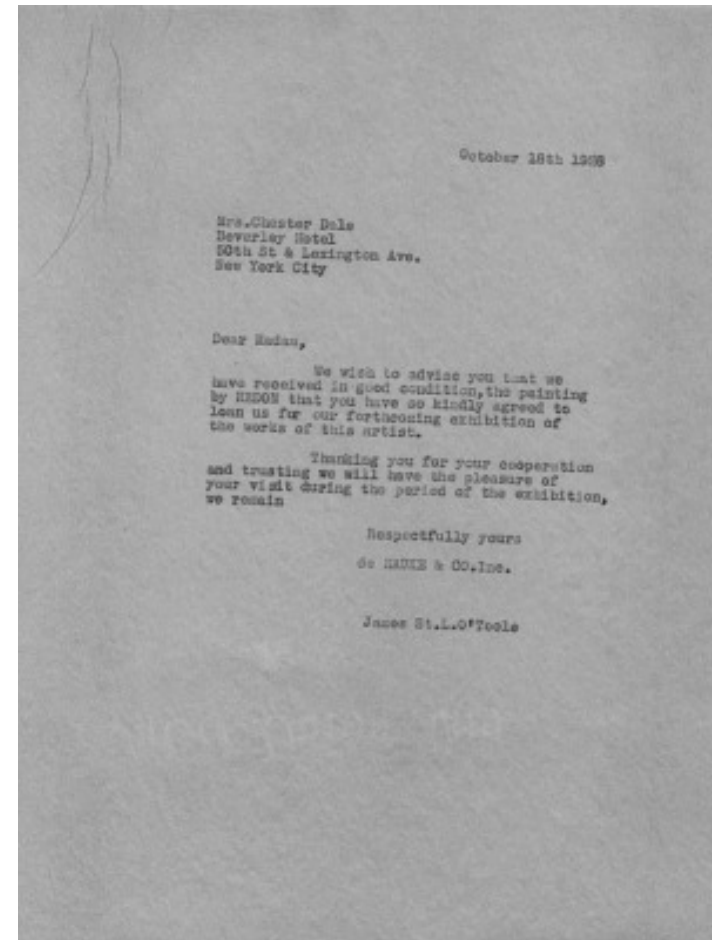 October 18th 1928
Mrs.Chester Dale
Beverley Hotel
50th St & Lexington Ave.
New York City
Dear Madam,
We wish to advise you that we
have received in good condition,the painting
by REDON that you have so kindly agreed to
loan us for our forthcoming exhibition of
the works of this artist.
Thanking you for your cooperation
and trusting we will have the pleasure of
your visit during the period of the exhibition,
we remain
Respectfully yours
de HAUKE & CO.Inc.
James St.L.O'Toole